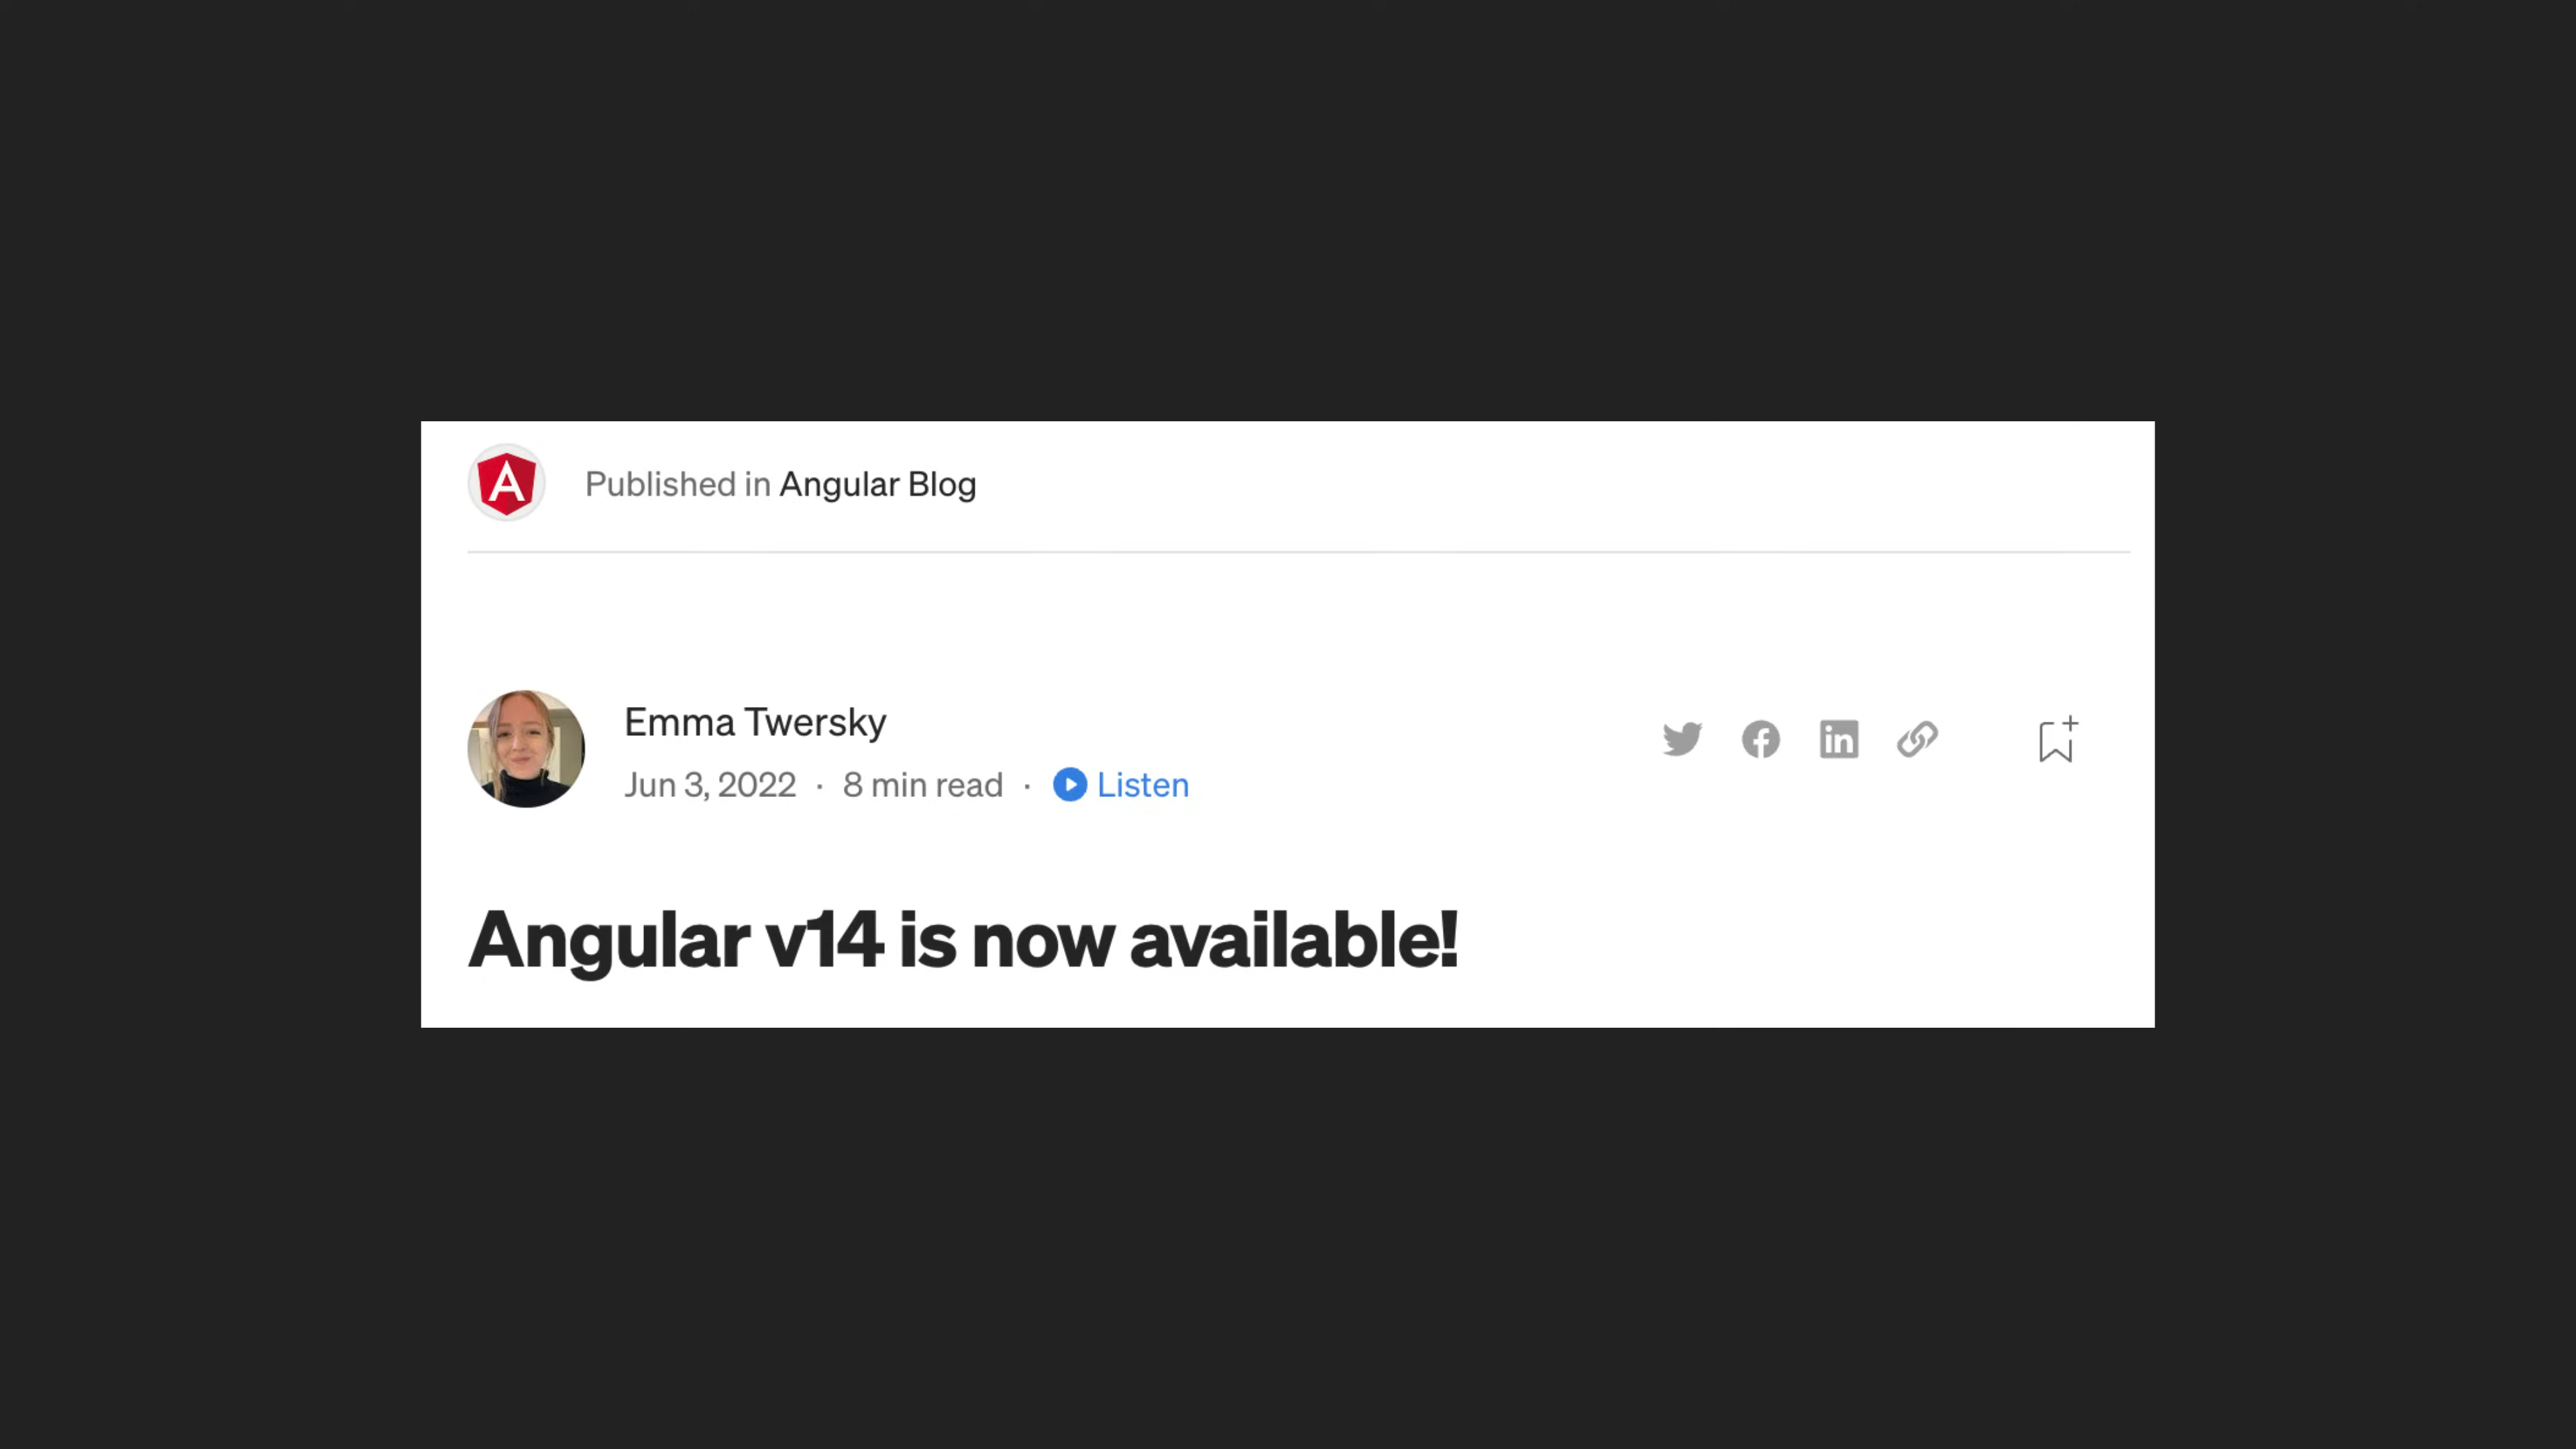 Published in Angular Blog
Emma Twersky
Jun 3, 2022 · 8 min read · Listen
Angular v14 is now available!